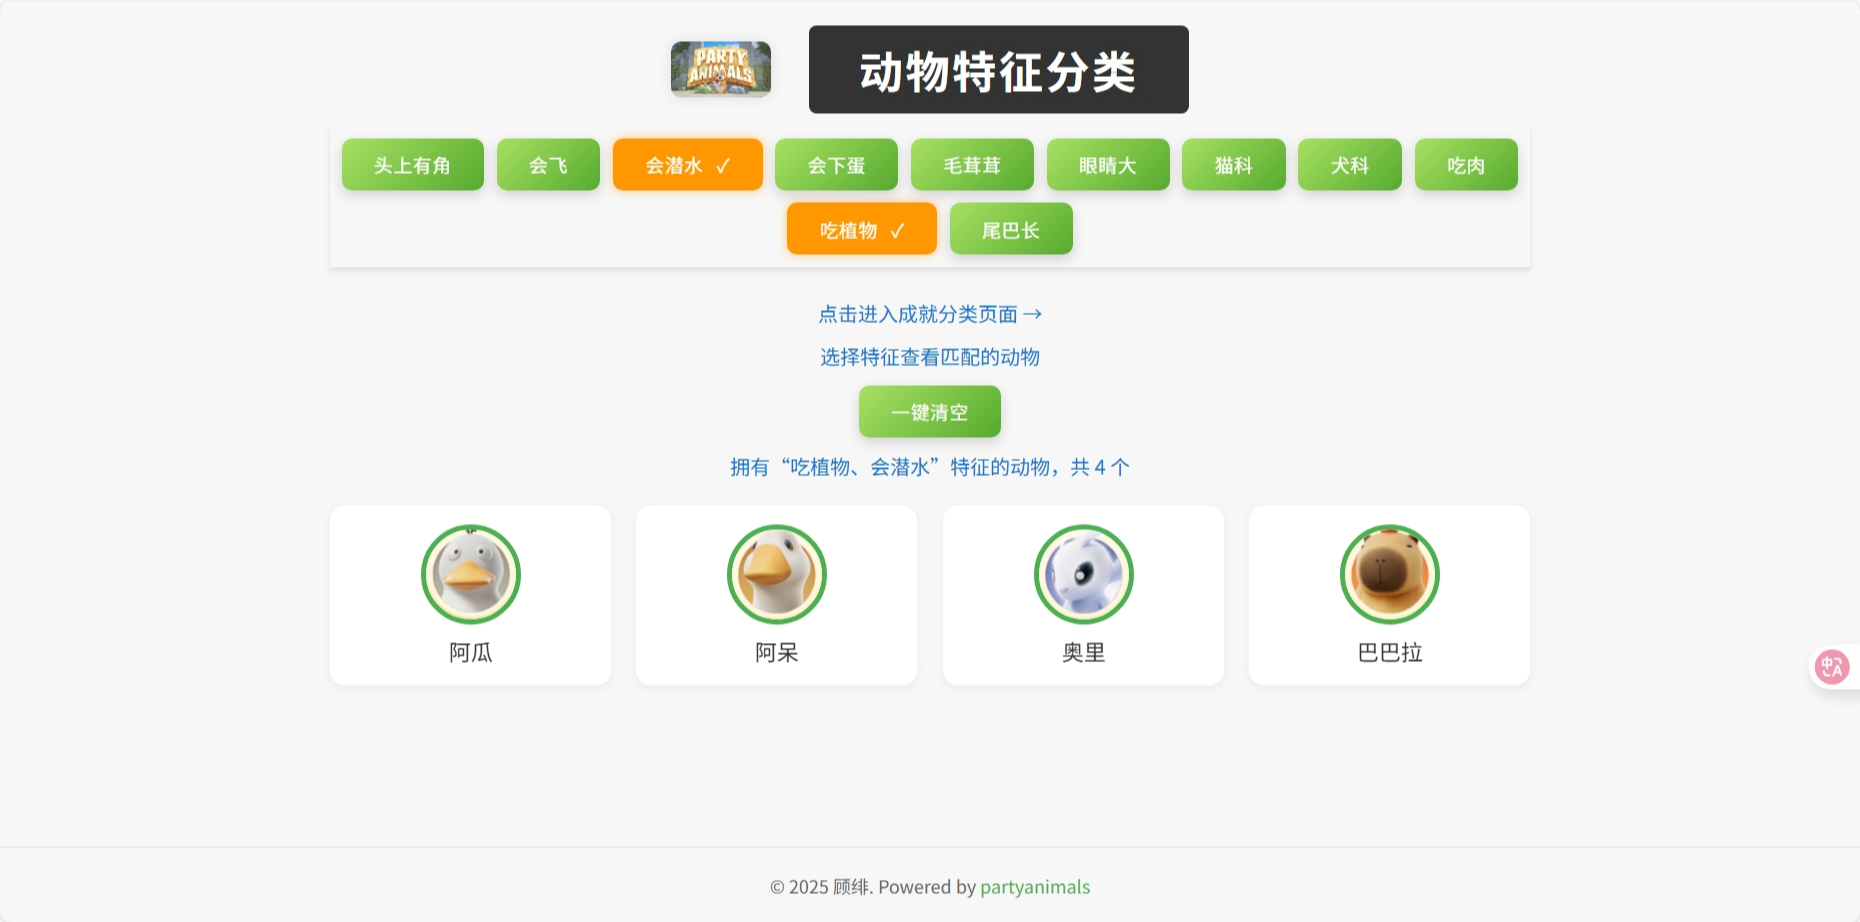 PARTY
ANIMALS
动物特征分类
头上有角 会飞 会潜水 ✓ 会下蛋 毛茸茸 眼睛大 猫科 犬科 吃肉
吃植物 ✓ 尾巴长
点击进入成就分类页面 →
选择特征查看匹配的动物
一键清空
拥有“吃植物、会潜水”特征的动物，共 4 个
阿瓜 阿呆 奥里 巴巴拉
中 A
© 2025 顾绯. Powered by partyanimals